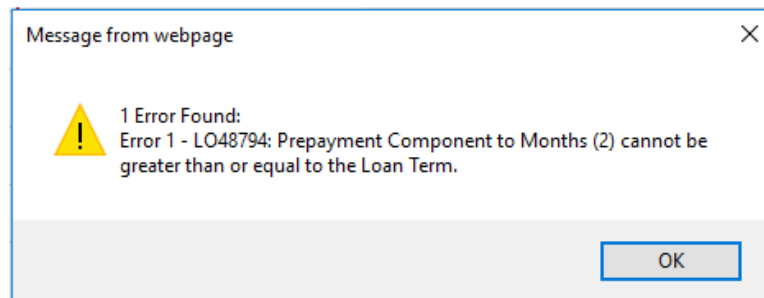 Message from webpage
1 Error Found:
Error 1 - LO48794: Prepayment Component to Months (2) cannot be
greater than or equal to the Loan Term.
OK